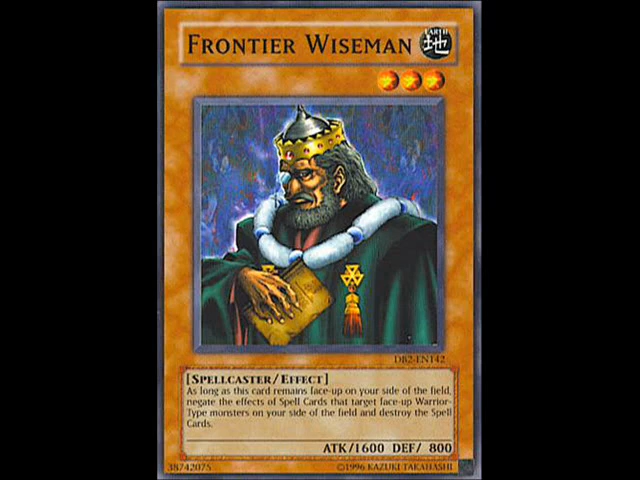 FRONTIER WISEMAN
EARTH
地
DB2-EN142
[SPELLCASTER/EFFECT]
As long as this card remains face-up on your side of the field,
negate the effects of Spell Cards that target face-up Warrior-
Type monsters on your side of the field and destroy the Spell
Cards.
ATK/1600 DEF/ 800
38742075
©1996 KAZUKI TAKAHASHI